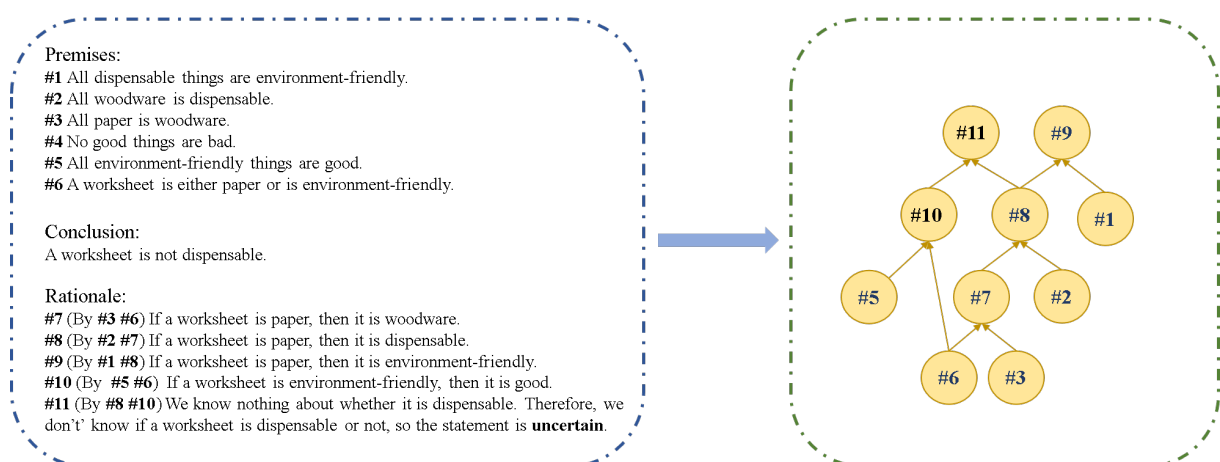 Premises:
#1 All dispensable things are environment-friendly.
#2 All woodware is dispensable.
#3 All paper is woodware.
#4 No good things are bad.
#5 All environment-friendly things are good.
#6 A worksheet is either paper or is environment-friendly.
Conclusion:
A worksheet is not dispensable.
Rationale:
#7 (By #3 #6) If a worksheet is paper, then it is woodware.
#8 (By #2 #7) If a worksheet is paper, then it is dispensable.
#9 (By #1 #8) If a worksheet is paper, then it is environment-friendly.
#10 (By #5 #6) If a worksheet is environment-friendly, then it is good.
#11 (By #8 #10) We know nothing about whether it is dispensable. Therefore, we
don't' know if a worksheet is dispensable or not, so the statement is uncertain.
#11 #9
#10 #8 #1
#5 #7 #2
#6 #3